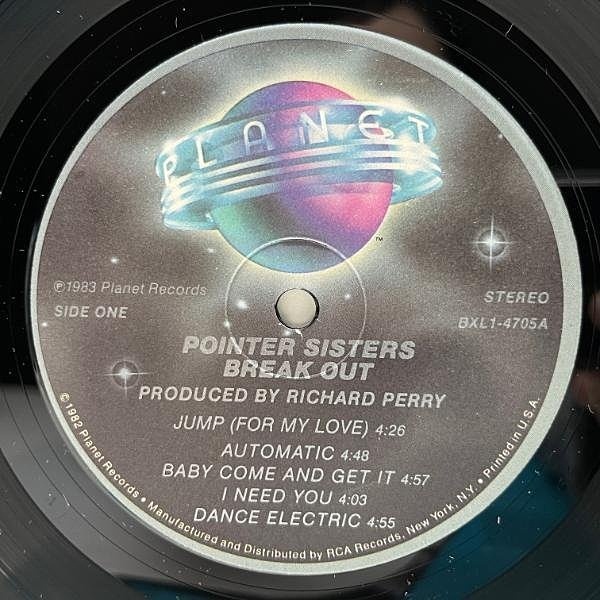 PLANET
™
℗1983 Planet Records
SIDE ONE
STEREO
BXL1-4705A
POINTER SISTERS
BREAK OUT
PRODUCED BY RICHARD PERRY
JUMP (FOR MY LOVE) 4:26
AUTOMATIC 4:48
BABY COME AND GET IT 4:57
I NEED YOU 4:03
DANCE ELECTRIC 4:55
©1982 Planet Records • Manufactured and Distributed by RCA Records, New York, N.Y. • Printed in U.S.A.